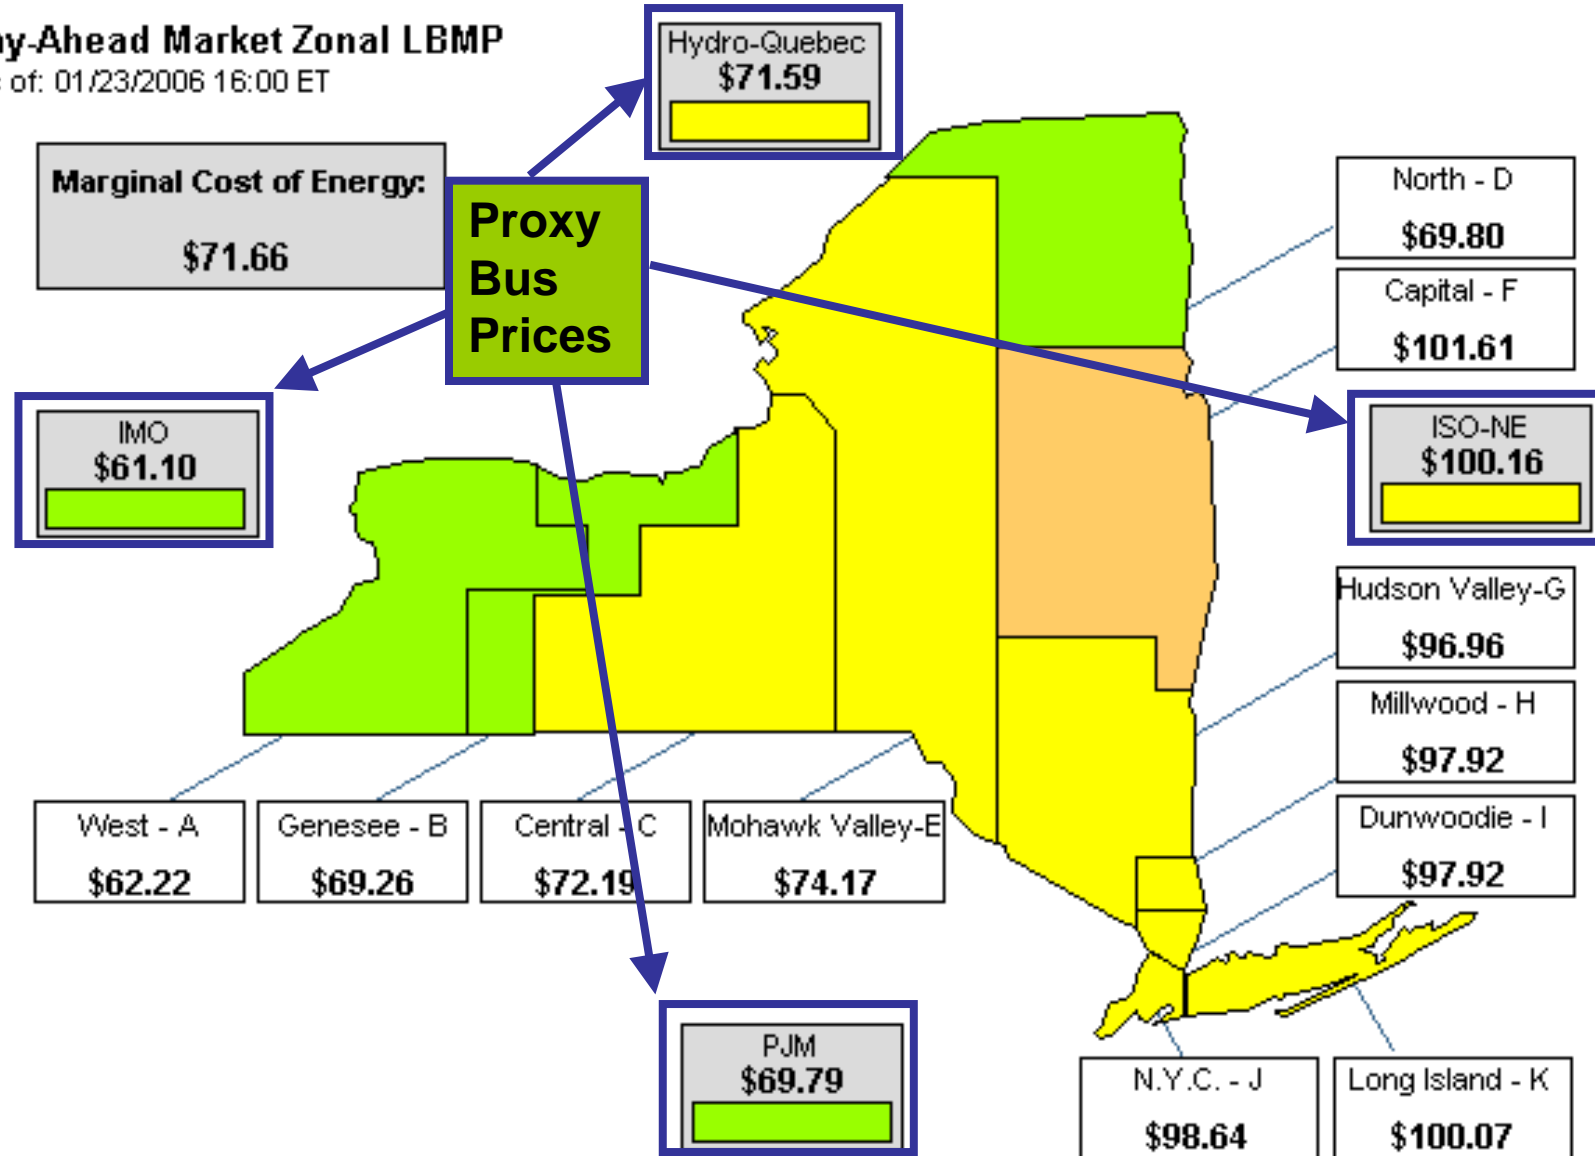 ay-Ahead Market Zonal LBMP
s of: 01/23/2006 16:00 ET
Hydro-Quebec
$71.59
Marginal Cost of Energy:
$71.66
Proxy
Bus
Prices
North - D
$69.80
Capital - F
$101.61
IMO
$61.10
ISO-NE
$100.16
Hudson Valley-G
$96.96
Millwood - H
$97.92
Dunwoodie - I
$97.92
West - A
$62.22
Genesee - B
$69.26
Central - C
$72.19
Mohawk Valley-E
$74.17
PJM
$69.79
N.Y.C. - J
$98.64
Long Island - K
$100.07